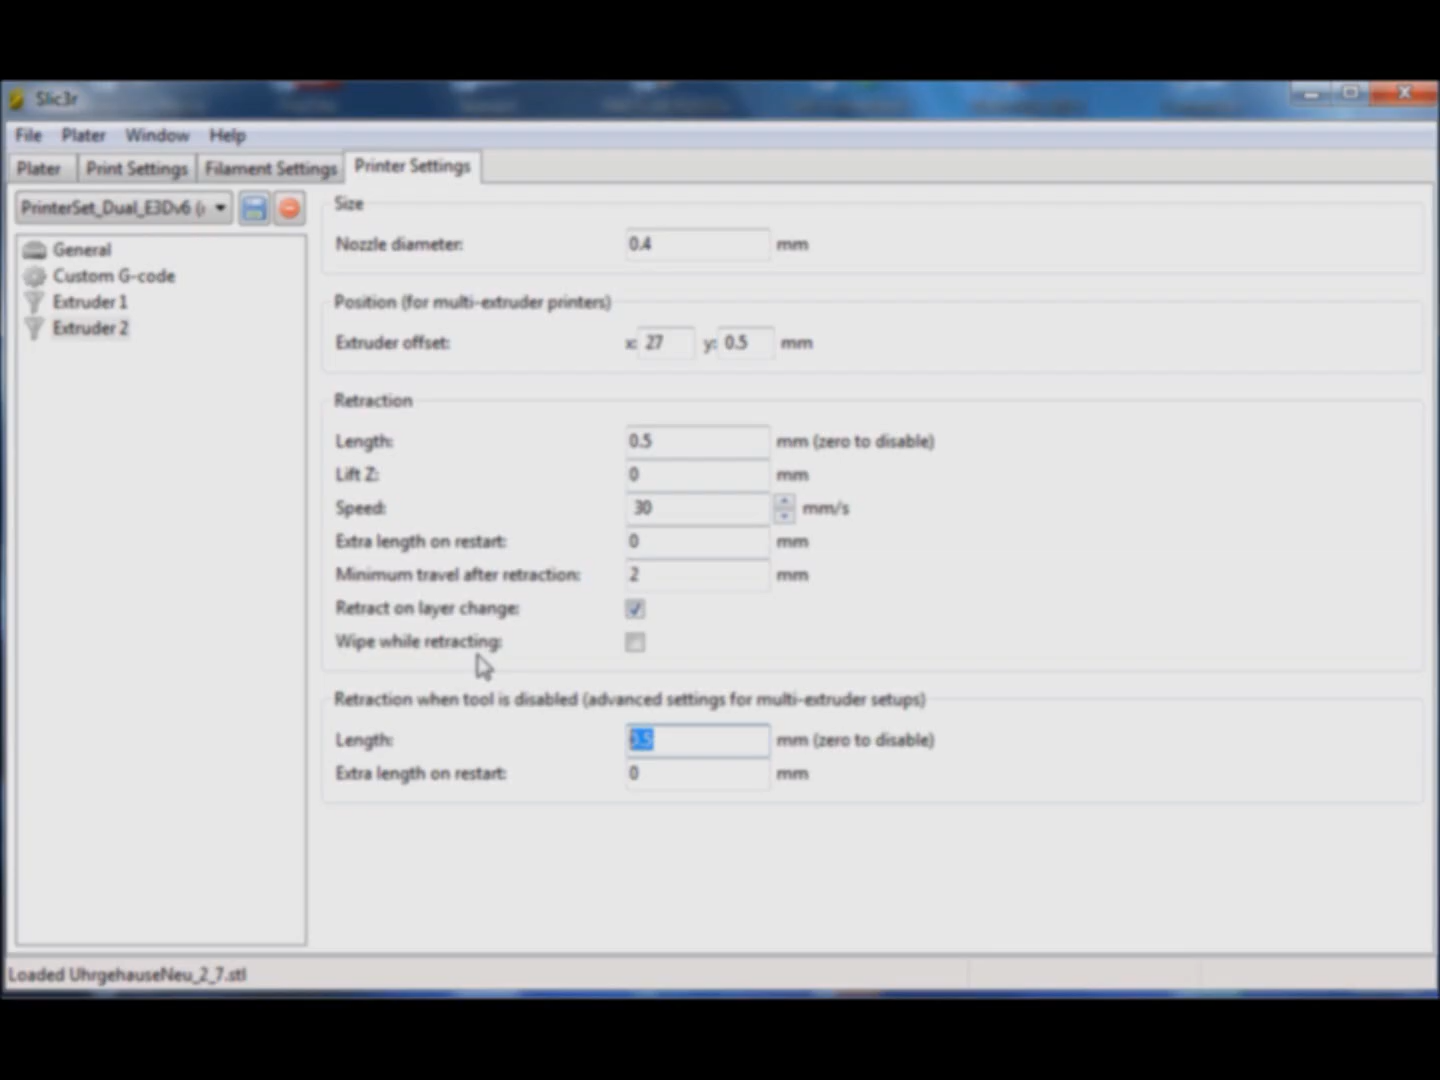 Slic3r
File Plater Window Help
Plater Print Settings Filament Settings Printer Settings
PrinterSet_Dual_E3Dv6 (
General
Custom G-code
Extruder 1
Extruder 2
Size
Nozzle diameter: 0.4 mm
Position (for multi-extruder printers)
Extruder offset: x: 27 y: 0.5 mm
Retraction
Length: 0.5 mm (zero to disable)
Lift Z: 0 mm
Speed: 30 mm/s
Extra length on restart: 0 mm
Minimum travel after retraction: 2 mm
Retract on layer change:
Wipe while retracting:
Retraction when tool is disabled (advanced settings for multi-extruder setups)
Length: mm (zero to disable)
Extra length on restart: 0 mm
Loaded UhrgehauseNeu_2_7.stl